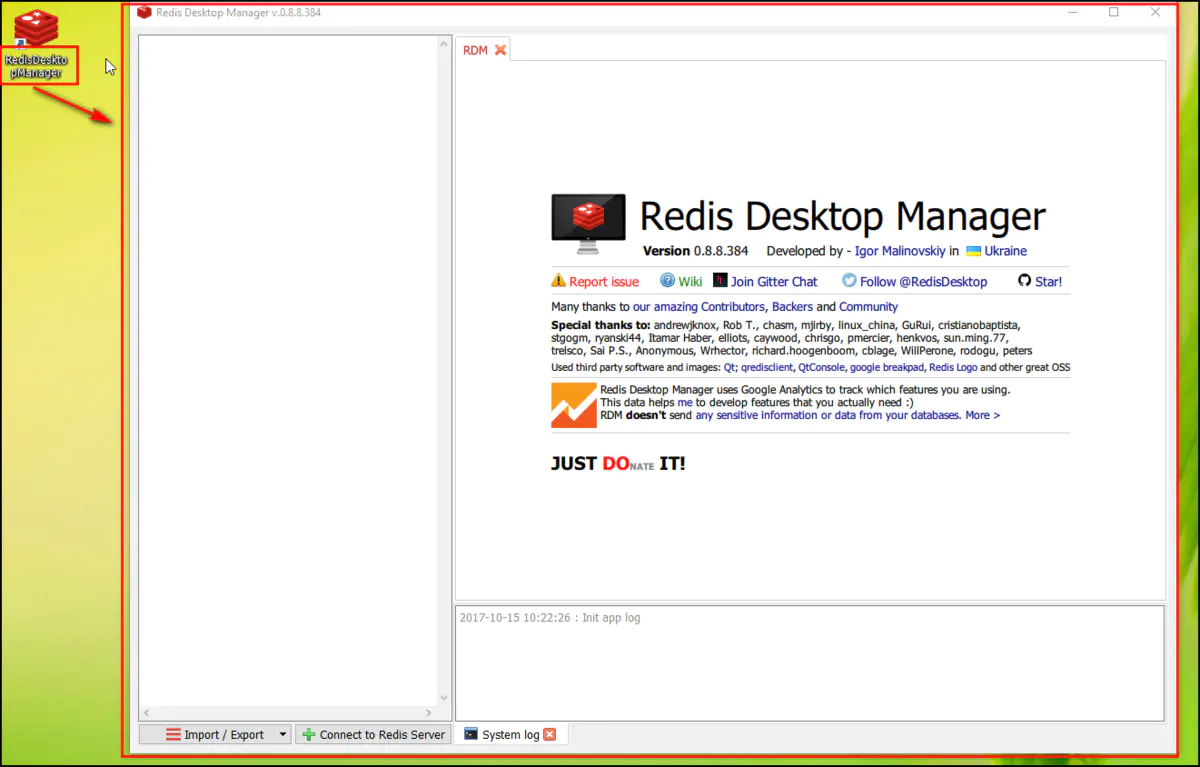 RedisDeskto
pManager
Redis Desktop Manager v.0.8.8.384
RDM
Redis Desktop Manager
Version 0.8.8.384 Developed by - Igor Malinovskiy in Ukraine
Report issue Wiki Join Gitter Chat Follow @RedisDesktop Star!
Many thanks to our amazing Contributors, Backers and Community
Special thanks to: andrewjknox, Rob T., chasm, mjirby, linux_china, GuRui, cristianobaptista,
stgogm, ryanski44, Itamar Haber, elliots, caywood, chrisgo, pmercier, henkvos, sun.ming.77,
trelsco, Sai P.S., Anonymous, Wrhector, richard.hoogenboom, cblage, WillPerone, rodogu, peters
Used third party software and images: Qt; qredisclient, QtConsole, google breakpad, Redis Logo and other great OSS
Redis Desktop Manager uses Google Analytics to track which features you are using.
This data helps me to develop features that you actually need :)
RDM doesn't send any sensitive information or data from your databases. More >
JUST DONATE IT!
2017-10-15 10:22:26 : Init app log
Import / Export Connect to Redis Server System log